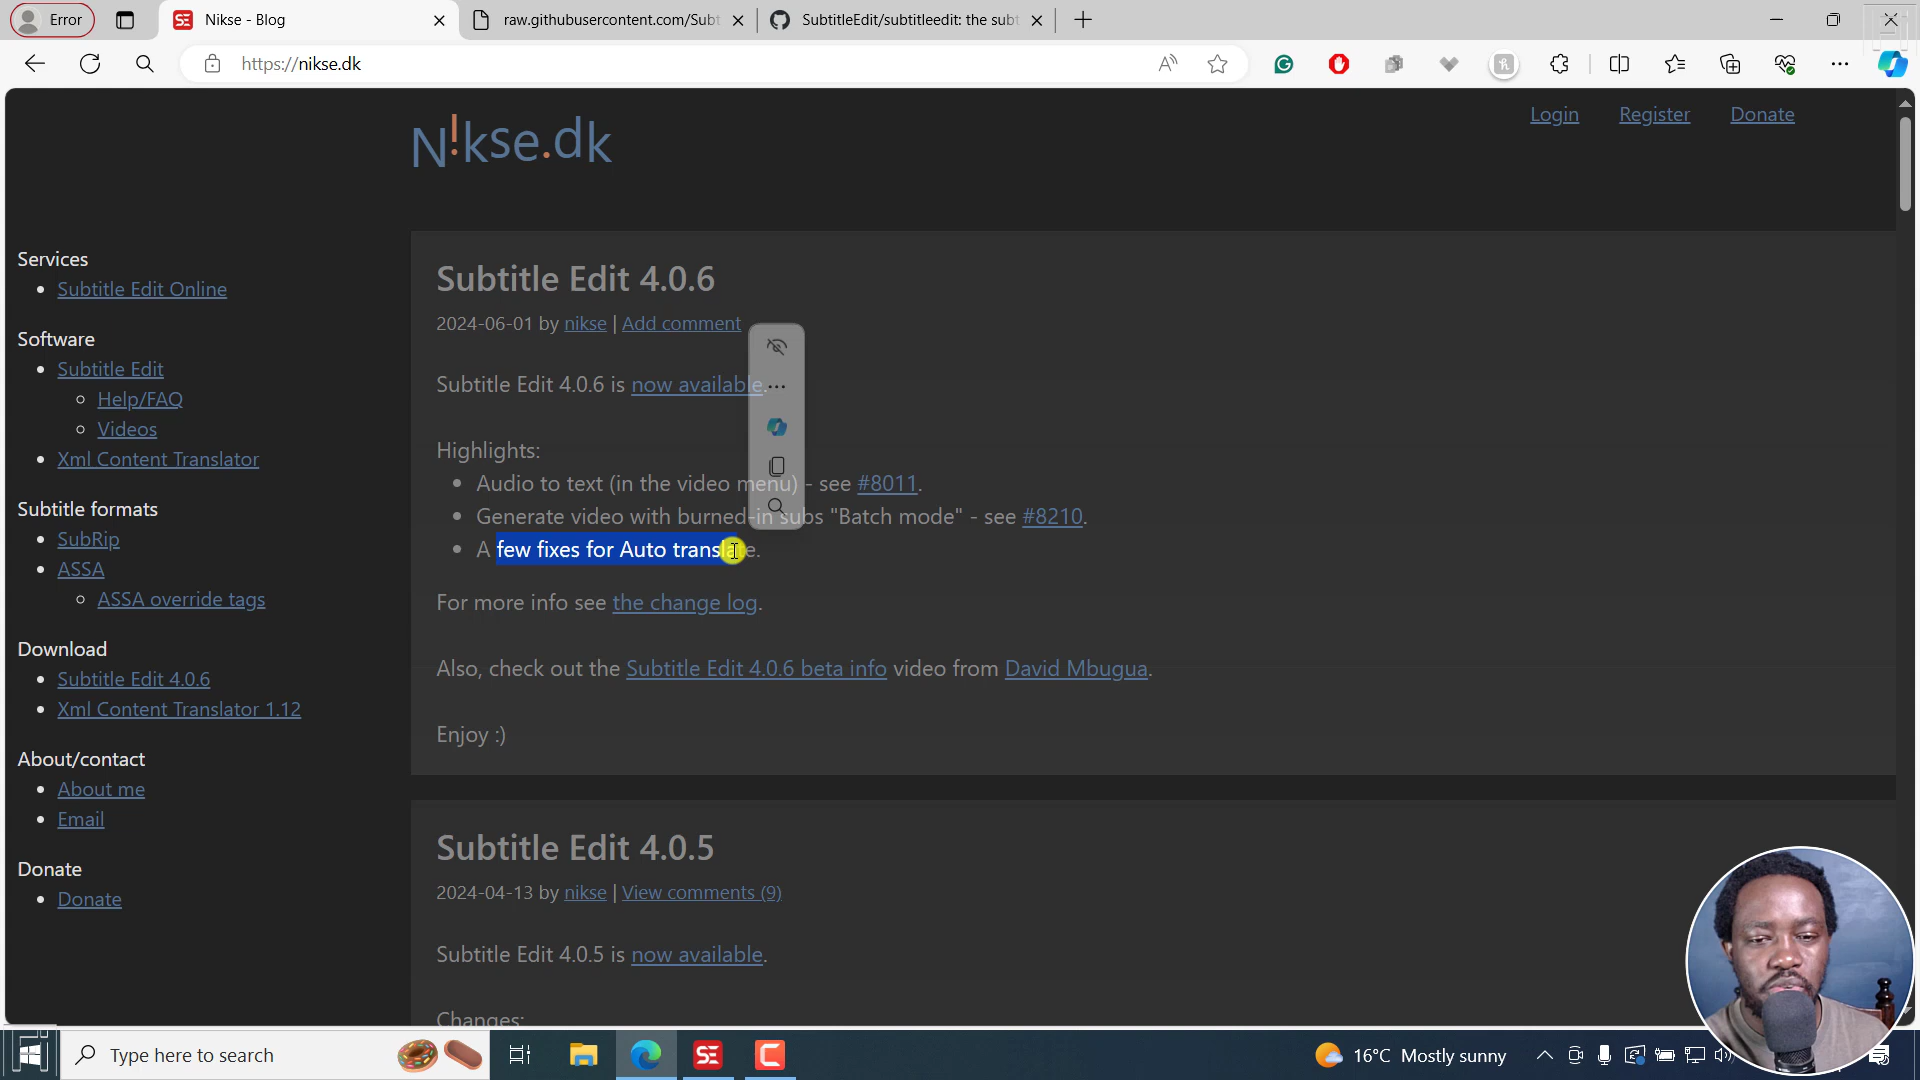 Error
Nikse - Blog
raw.githubusercontent.com/Subt
SubtitleEdit/subtitleedit: the subt
https://nikse.dk
N!kse.dk
Login
Register
Donate
Services
Subtitle Edit Online
Software
Subtitle Edit
Help/FAQ
Videos
Xml Content Translator
Subtitle formats
SubRip
ASSA
ASSA override tags
Download
Subtitle Edit 4.0.6
Xml Content Translator 1.12
About/contact
About me
Email
Donate
Donate
Subtitle Edit 4.0.6
2024-06-01 by nikse | Add comment
Subtitle Edit 4.0.6 is now available.
Highlights:
Audio to text (in the video menu) - see #8011.
Generate video with burned-in subs "Batch mode" - see #8210.
A few fixes for Auto translate.
For more info see the change log.
Also, check out the Subtitle Edit 4.0.6 beta info video from David Mbugua.
Enjoy :)
Subtitle Edit 4.0.5
2024-04-13 by nikse | View comments (9)
Subtitle Edit 4.0.5 is now available.
Changes:
Type here to search
SE
16°C Mostly sunny